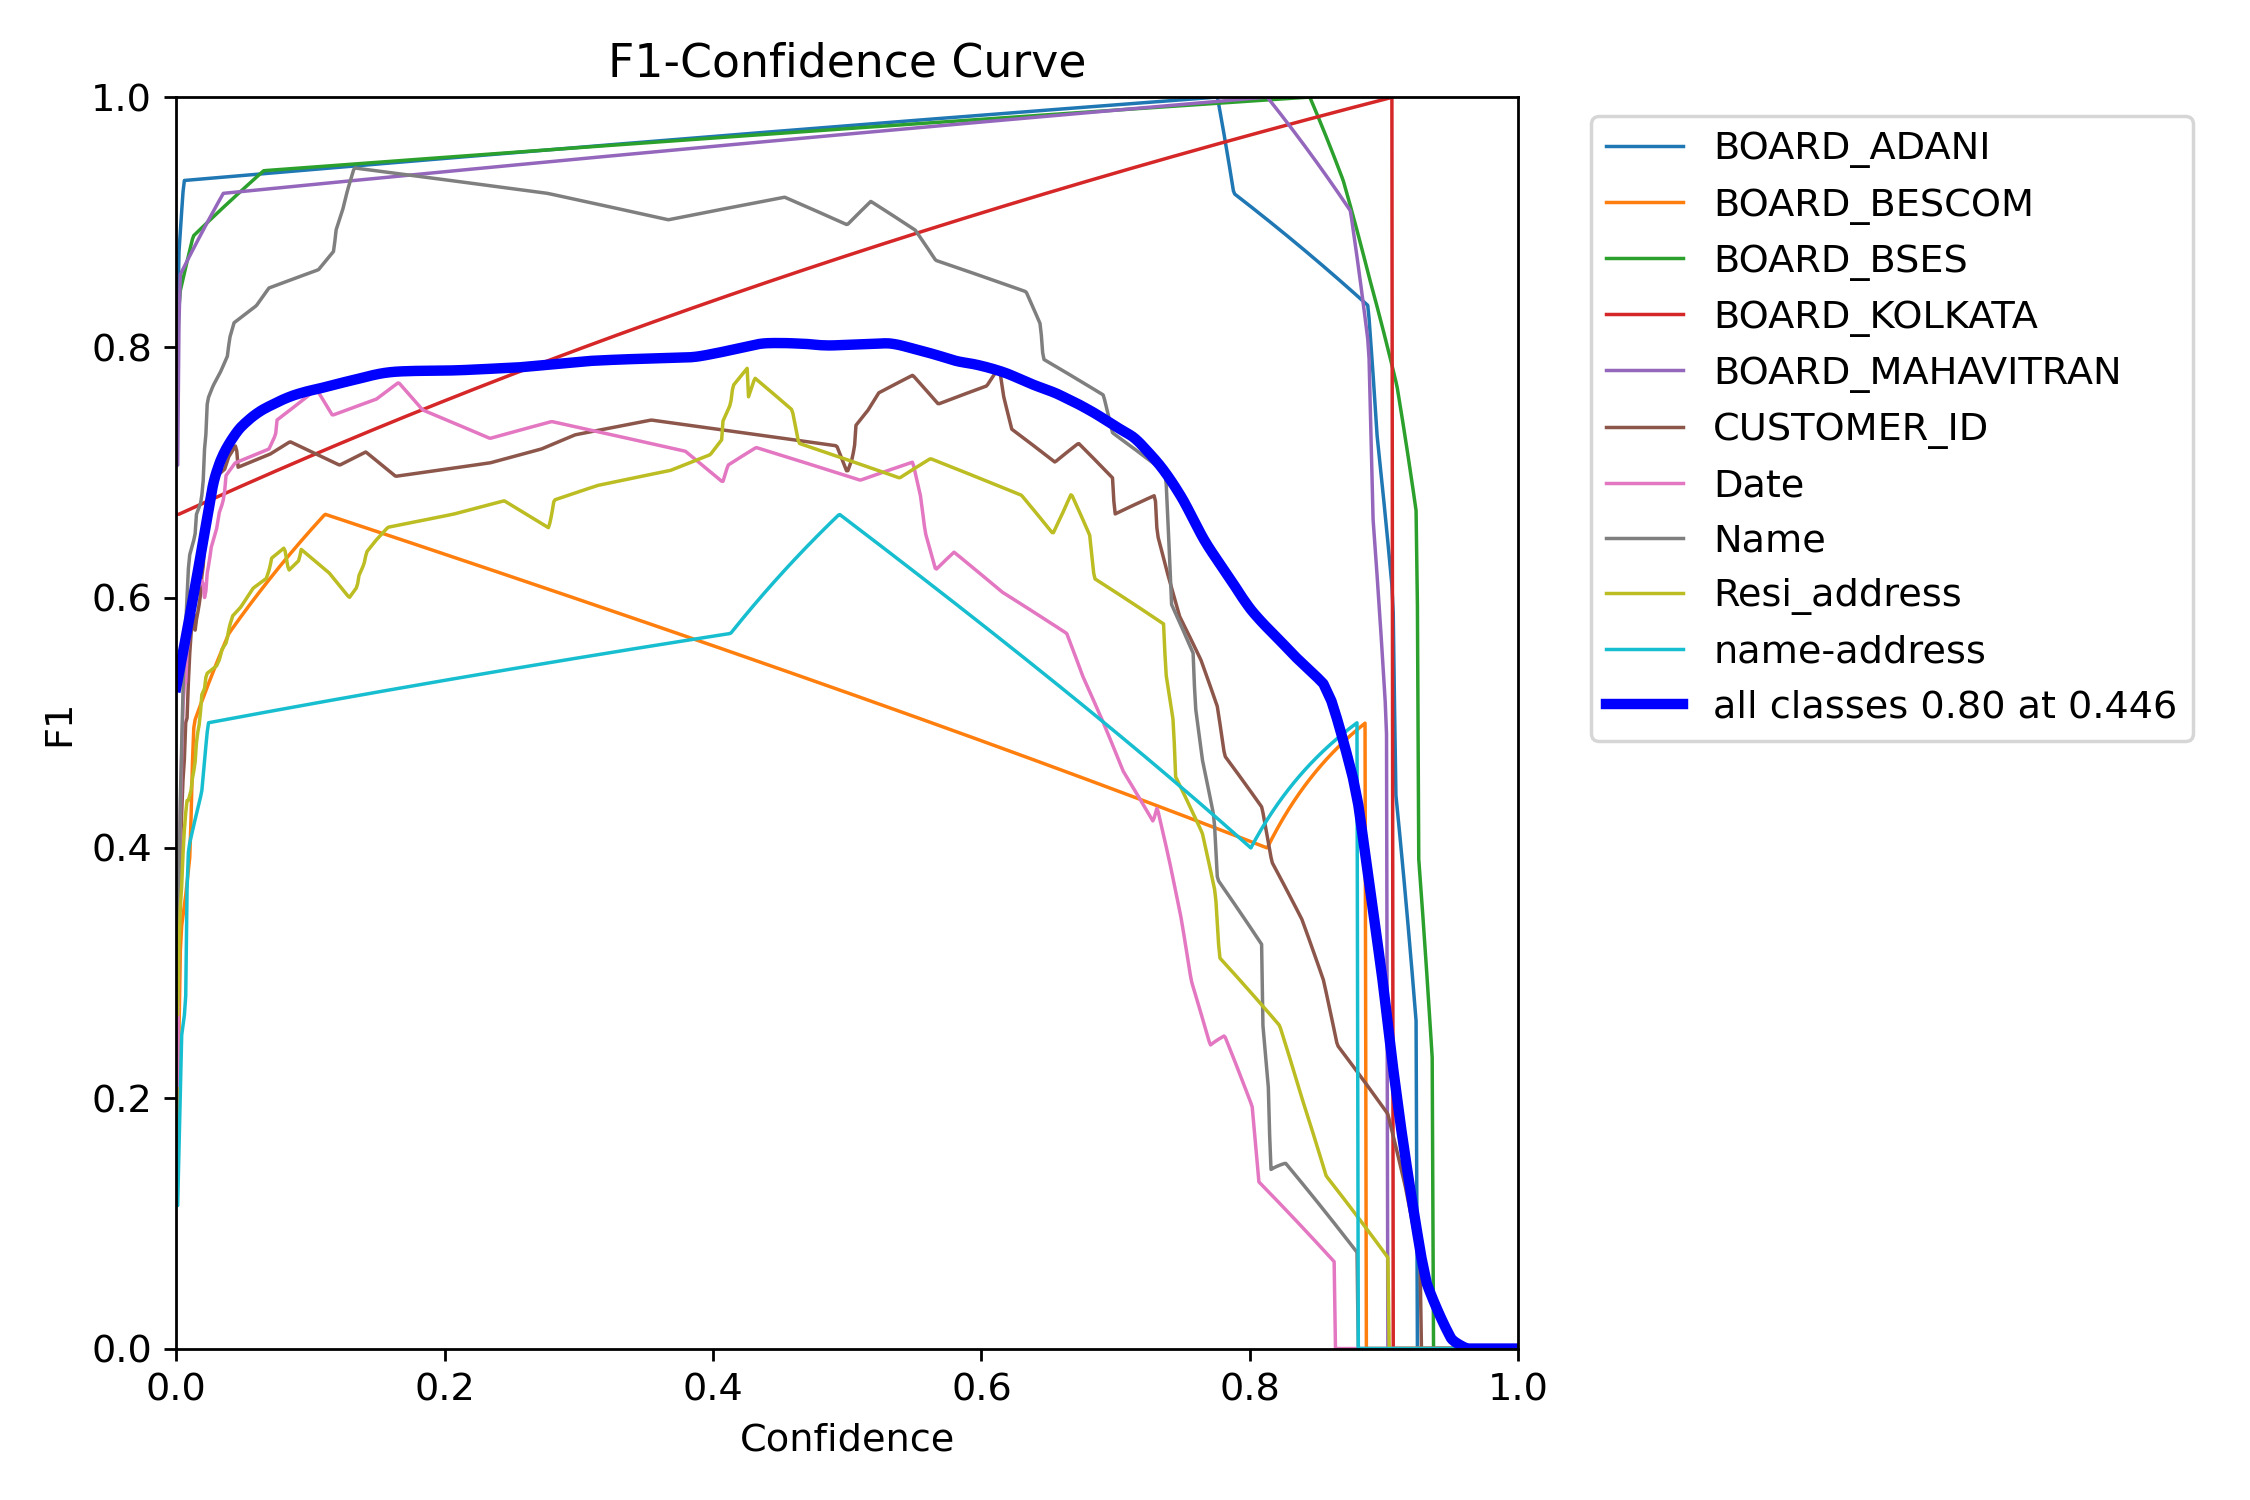 F1-Confidence Curve
1.0
0.8
0.6
0.4
0.2
0.0
F1
0.0 0.2 0.4 0.6 0.8 1.0
Confidence
BOARD_ADANI
BOARD_BESCOM
BOARD_BSES
BOARD_KOLKATA
BOARD_MAHAVITRAN
CUSTOMER_ID
Date
Name
Resi_address
name-address
all classes 0.80 at 0.446